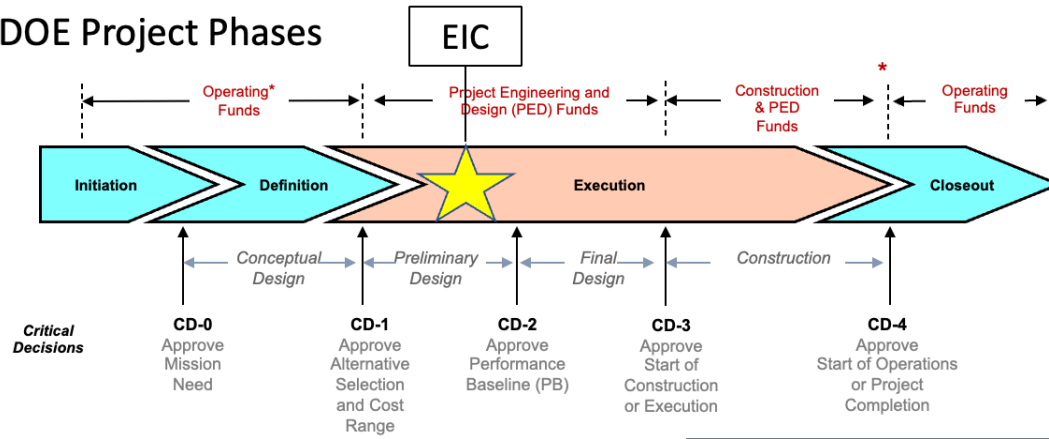 DOE Project Phases
EIC
Operating*
Funds
Project Engineering and
Design (PED) Funds
Construction
& PED
Funds
*
Operating
Funds
Initiation
Definition
Execution
Closeout
Conceptual
Design
Preliminary
Design
Final
Design
Construction
Critical
Decisions
CD-0
Approve
Mission
Need
CD-1
Approve
Alternative
Selection
and Cost
Range
CD-2
Approve
Performance
Baseline (PB)
CD-3
Approve
Start of
Construction
or Execution
CD-4
Approve
Start of Operations
or Project
Completion